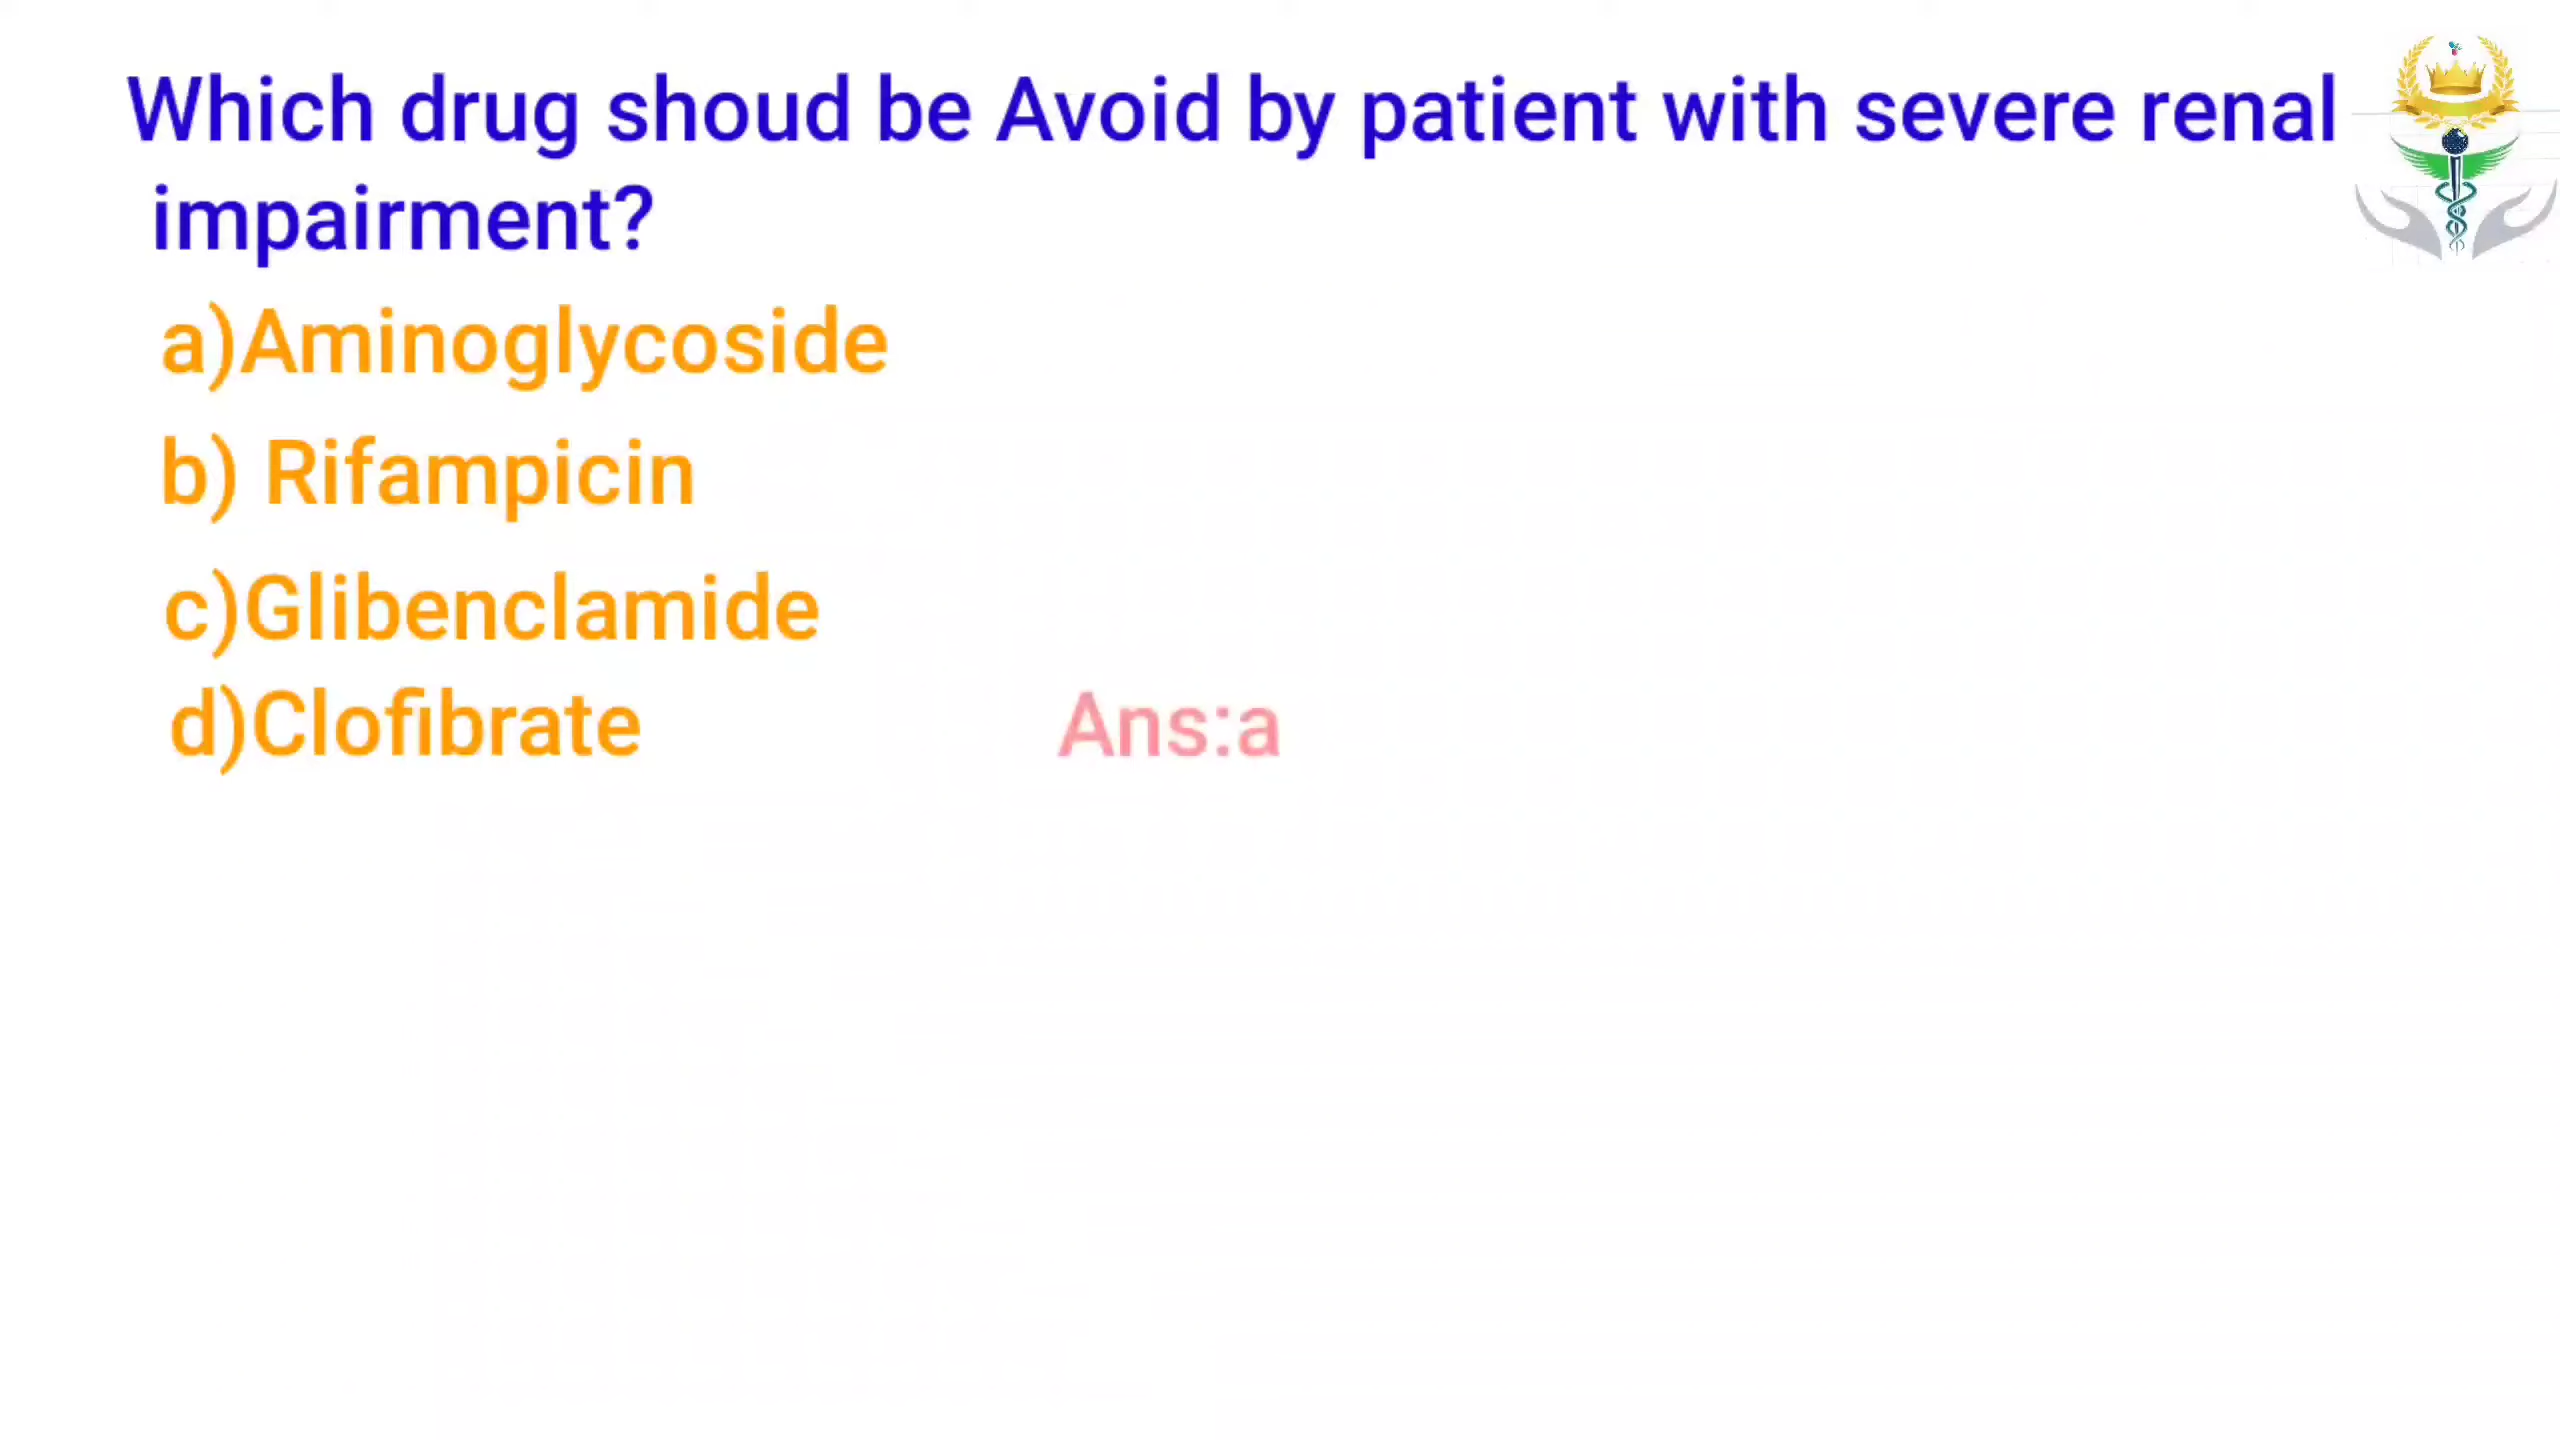 Which drug shoud be Avoid by patient with severe renal
impairment?
a)Aminoglycoside
b) Rifampicin
c)Glibenclamide
d)Clofibrate
Ans:a